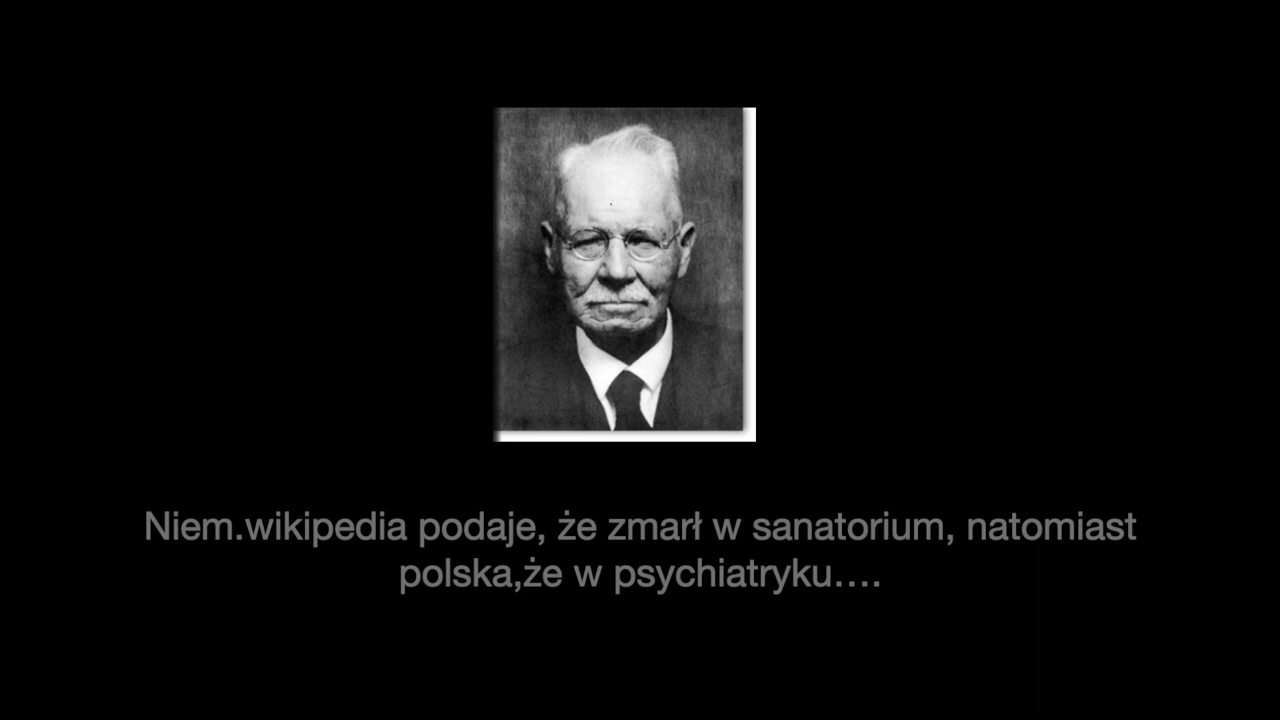 Niem.wikipedia podaje, że zmarł w sanatorium, natomiast
polska,że w psychiatryku….